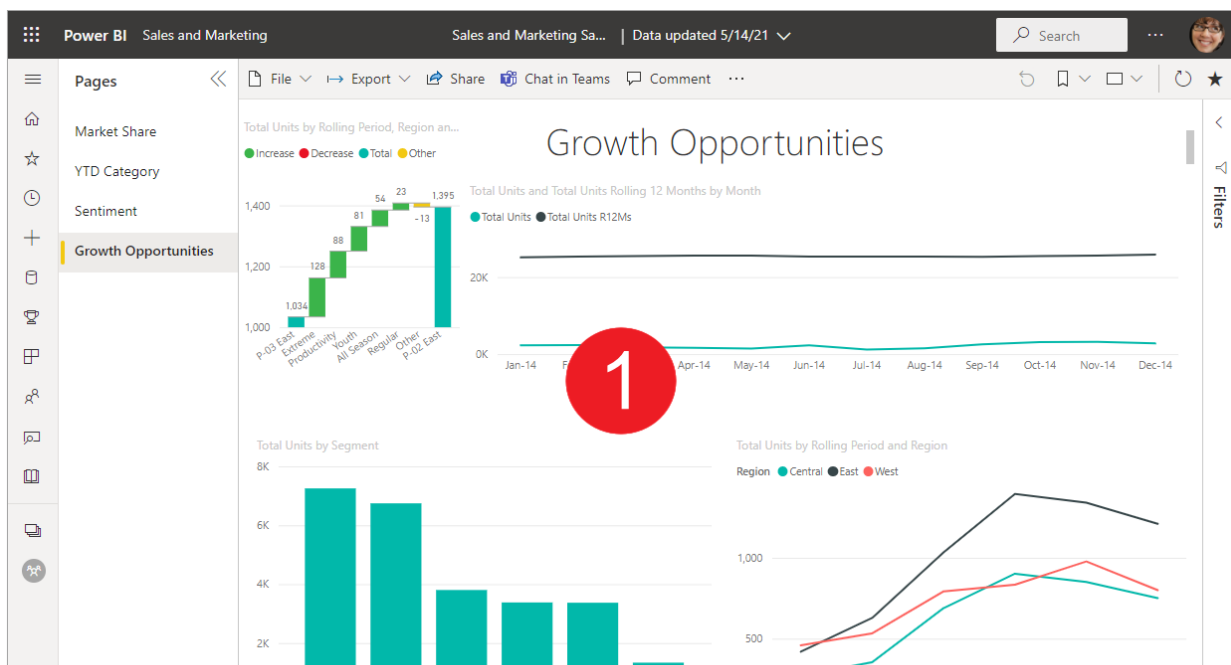 Power BI Sales and Marketing Sales and Marketing Sa... | Data updated 5/14/21 Search ...
Pages
File Export Share Chat in Teams Comment ...
Market Share
YTD Category
Sentiment
Growth Opportunities
Filters
Growth Opportunities
Total Units by Rolling Period, Region an...
Increase Decrease Total Other
1,400
1,200
1,000
1,034
128
88
81
54
23
-13
1,395
P-03 East
Extreme
Productivity
Youth
All Season
Regular
Other
P-02 East
Total Units and Total Units Rolling 12 Months by Month
Total Units Total Units R12Ms
20K
0K
Jan-14 Apr-14 May-14 Jun-14 Jul-14 Aug-14 Sep-14 Oct-14 Nov-14 Dec-14
1
Total Units by Segment
8K
6K
4K
2K
Total Units by Rolling Period and Region
Region Central East West
1,000
500